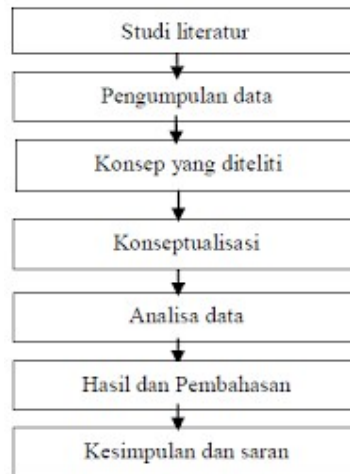 Studi literatur
Pengumpulan data
Konsep yang diteliti
Konseptualisasi
Analisa data
Hasil dan Pembahasan
Kesimpulan dan saran